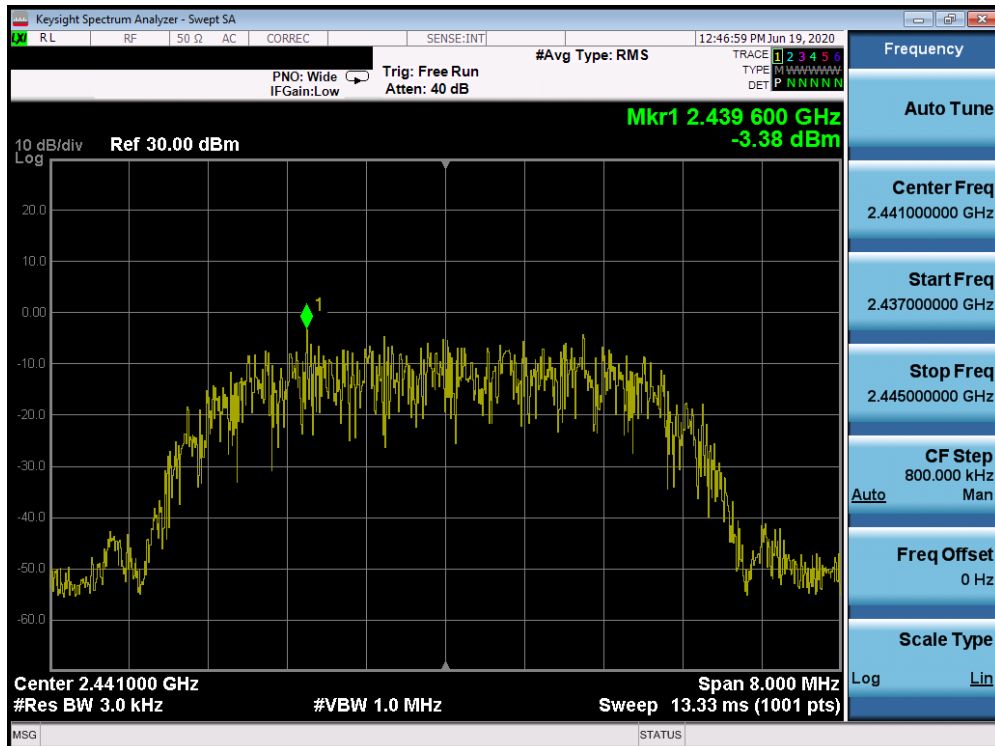 Keysight Spectrum Analyzer - Swept SA
LXI RL RF 50 Ω AC CORREC SENSE:INT 12:46:59 PM Jun 19, 2020
PNO: Wide
IFGain:Low
Trig: Free Run
Atten: 40 dB
#Avg Type: RMS
TRACE 1 2 3 4 5 6
TYPE M W W W W W
DET P N N N N N
Mkr1 2.439 600 GHz
-3.38 dBm
10 dB/div Ref 30.00 dBm
Log
20.0
10.0
0.00
-10.0
-20.0
-30.0
-40.0
-50.0
-60.0
1
Center 2.441000 GHz Span 8.000 MHz
#Res BW 3.0 kHz #VBW 1.0 MHz Sweep 13.33 ms (1001 pts)
MSG STATUS
Frequency
Auto Tune
Center Freq
2.441000000 GHz
Start Freq
2.437000000 GHz
Stop Freq
2.445000000 GHz
CF Step
800.000 kHz
Auto Man
Freq Offset
0 Hz
Scale Type
Log Lin